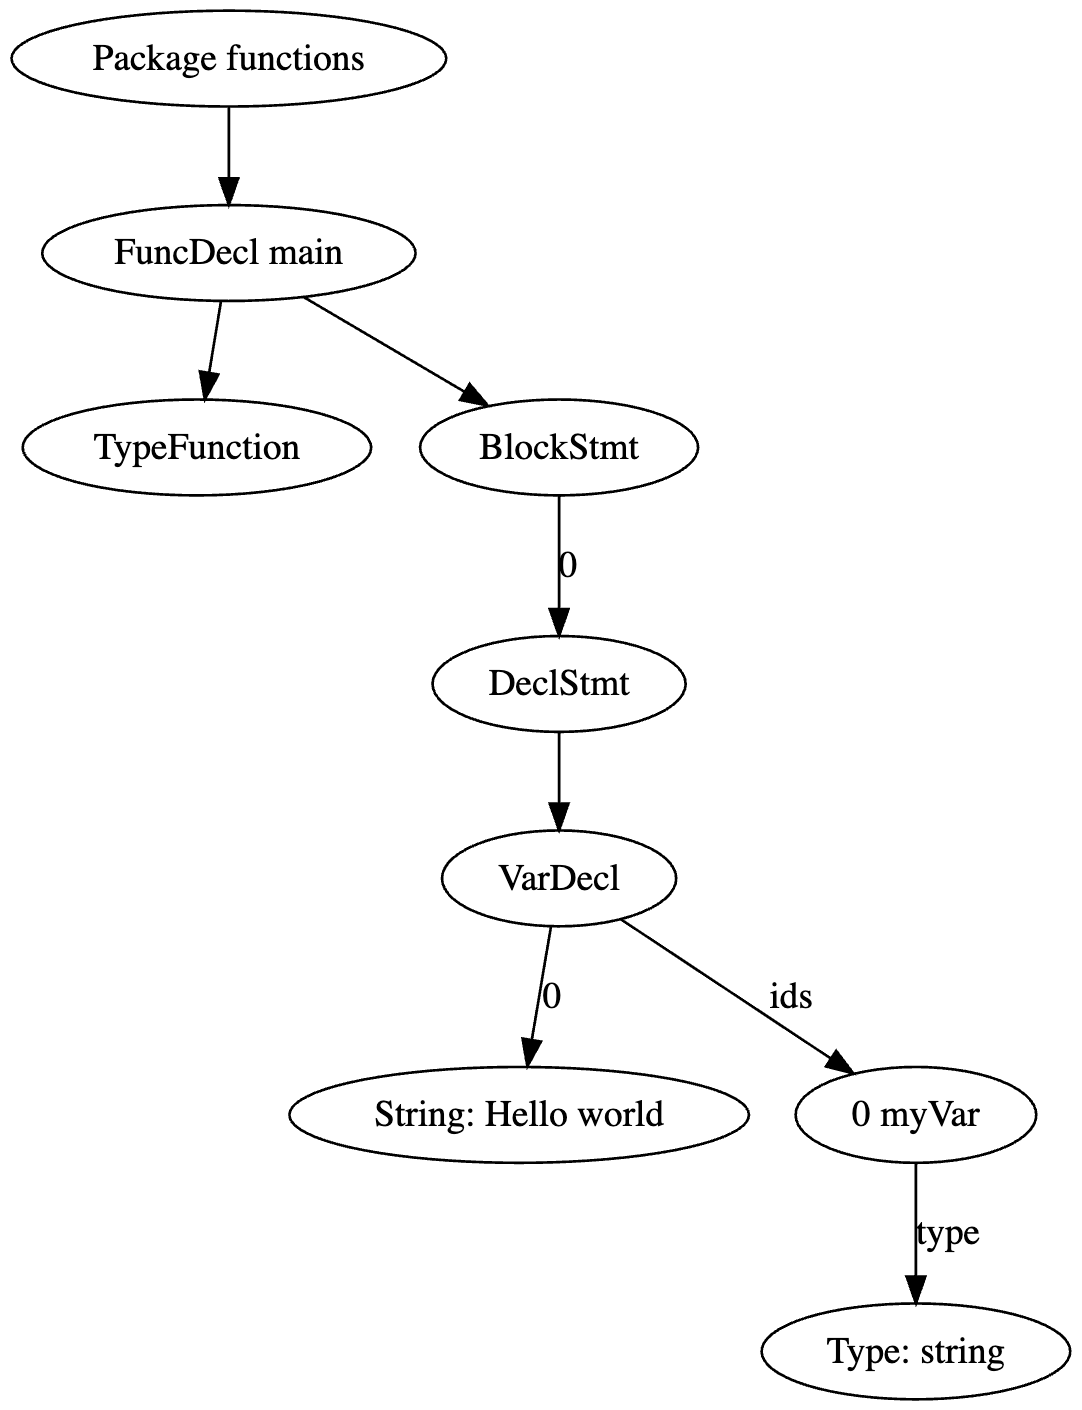 Package functions
FuncDecl main
TypeFunction
BlockStmt
0
DeclStmt
VarDecl
0
ids
String: Hello world
0 myVar
type
Type: string